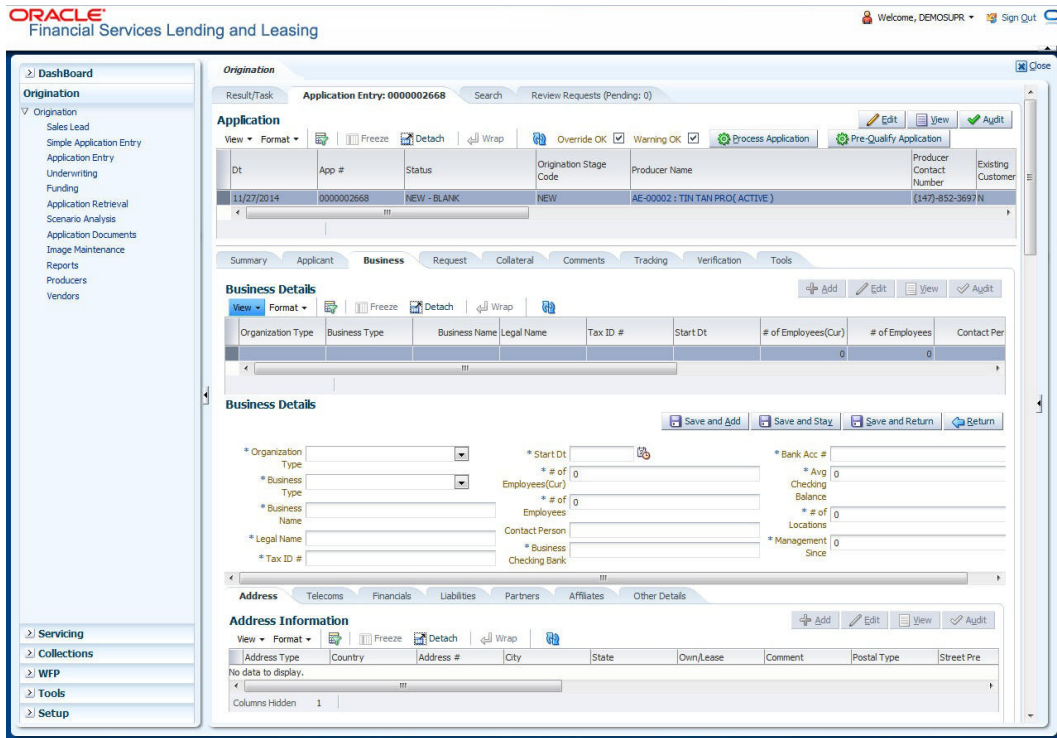 ORACLE
Financial Services Lending and Leasing
Welcome, DEMOSUPR
Sign Out
Close
DashBoard
Origination
Origination
Sales Lead
Simple Application Entry
Application Entry
Underwriting
Funding
Application Retrieval
Scenario Analysis
Application Documents
Image Maintenance
Reports
Producers
Vendors
Servicing
Collections
WFP
Tools
Setup
Origination
Result/Task Application Entry: 0000002668 Search Review Requests (Pending: 0)
Application
Edit View Audit
View Format Freeze Detach Wrap Override OK Warning OK Process Application Pre-Qualify Application
Dt App # Status Origination Stage Code Producer Name Producer Contact Number Existing Customer
11/27/2014 0000002668 NEW - BLANK NEW AE-00002 : TIN TAN PRO( ACTIVE ) (147)-852-3697 N
Summary Applicant Business Request Collateral Comments Tracking Verification Tools
Business Details
Add Edit View Audit
View Format Freeze Detach Wrap
Organization Type Business Type Business Name Legal Name Tax ID # Start Dt # of Employees(Cur) # of Employees Contact Per
0 0
Business Details
Save and Add Save and Stay Save and Return Return
* Organization Type
* Business Type
* Business Name
* Legal Name
* Tax ID #
* Start Dt
* # of Employees(Cur) 0
* # of Employees 0
Contact Person
* Business Checking Bank
* Bank Acc #
* Avg Checking Balance 0
* # of Locations 0
* Management Since 0
Address Telecoms Financials Liabilities Partners Affiliates Other Details
Address Information
Add Edit View Audit
View Format Freeze Detach Wrap
Address Type Country Address # City State Own/Lease Comment Postal Type Street Pre
No data to display.
Columns Hidden 1